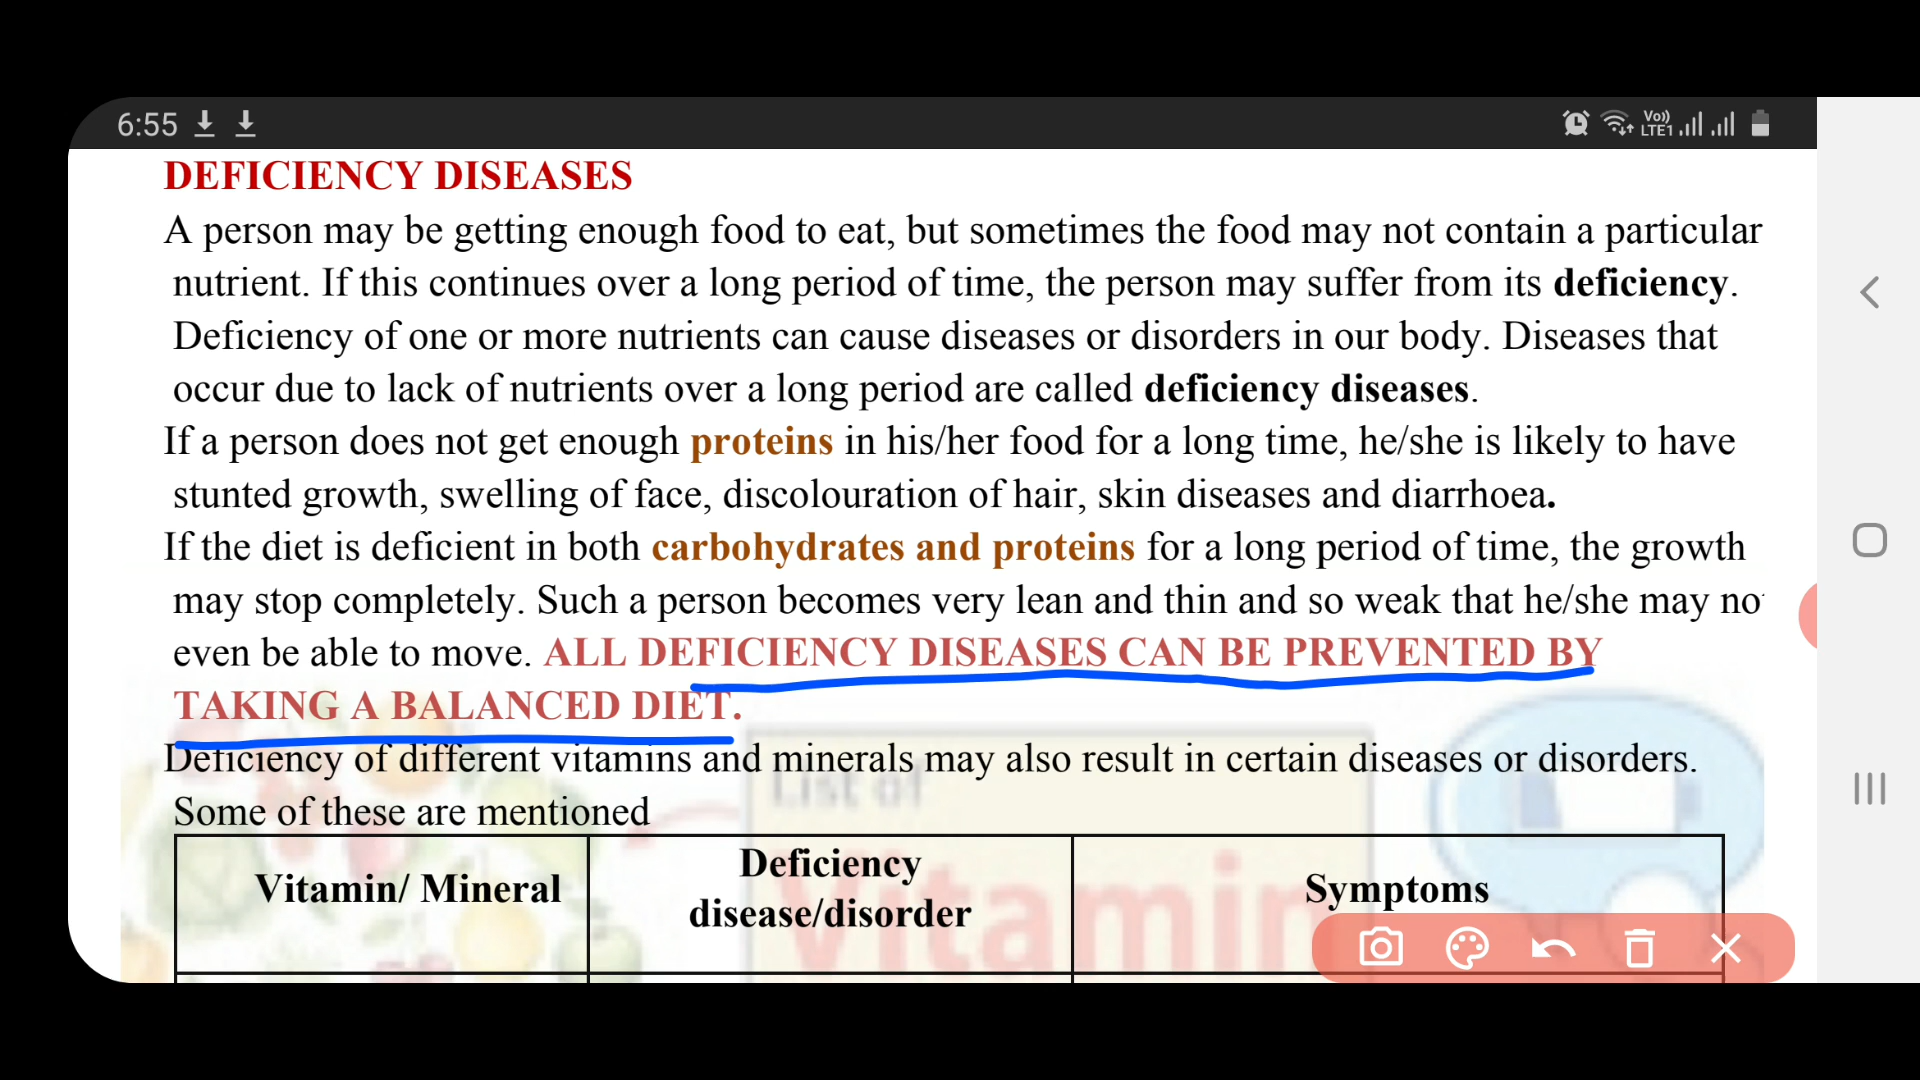 6:55
Vo))
LTE1
DEFICIENCY DISEASES
A person may be getting enough food to eat, but sometimes the food may not contain a particular
nutrient. If this continues over a long period of time, the person may suffer from its deficiency.
Deficiency of one or more nutrients can cause diseases or disorders in our body. Diseases that
occur due to lack of nutrients over a long period are called deficiency diseases.
If a person does not get enough proteins in his/her food for a long time, he/she is likely to have
stunted growth, swelling of face, discolouration of hair, skin diseases and diarrhoea.
If the diet is deficient in both carbohydrates and proteins for a long period of time, the growth
may stop completely. Such a person becomes very lean and thin and so weak that he/she may no
even be able to move. ALL DEFICIENCY DISEASES CAN BE PREVENTED BY
TAKING A BALANCED DIET.
Deficiency of different vitamins and minerals may also result in certain diseases or disorders.
List of
Some of these are mentioned
Vitamin/ Mineral
Deficiency
disease/disorder
Symptoms
Vitamin